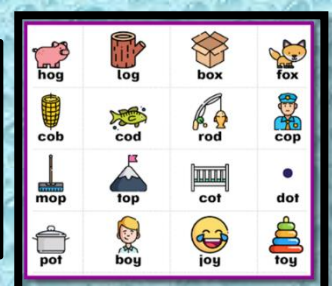 hog log box fox
cob cod rod cop
mop top cot dot
pot boy joy toy